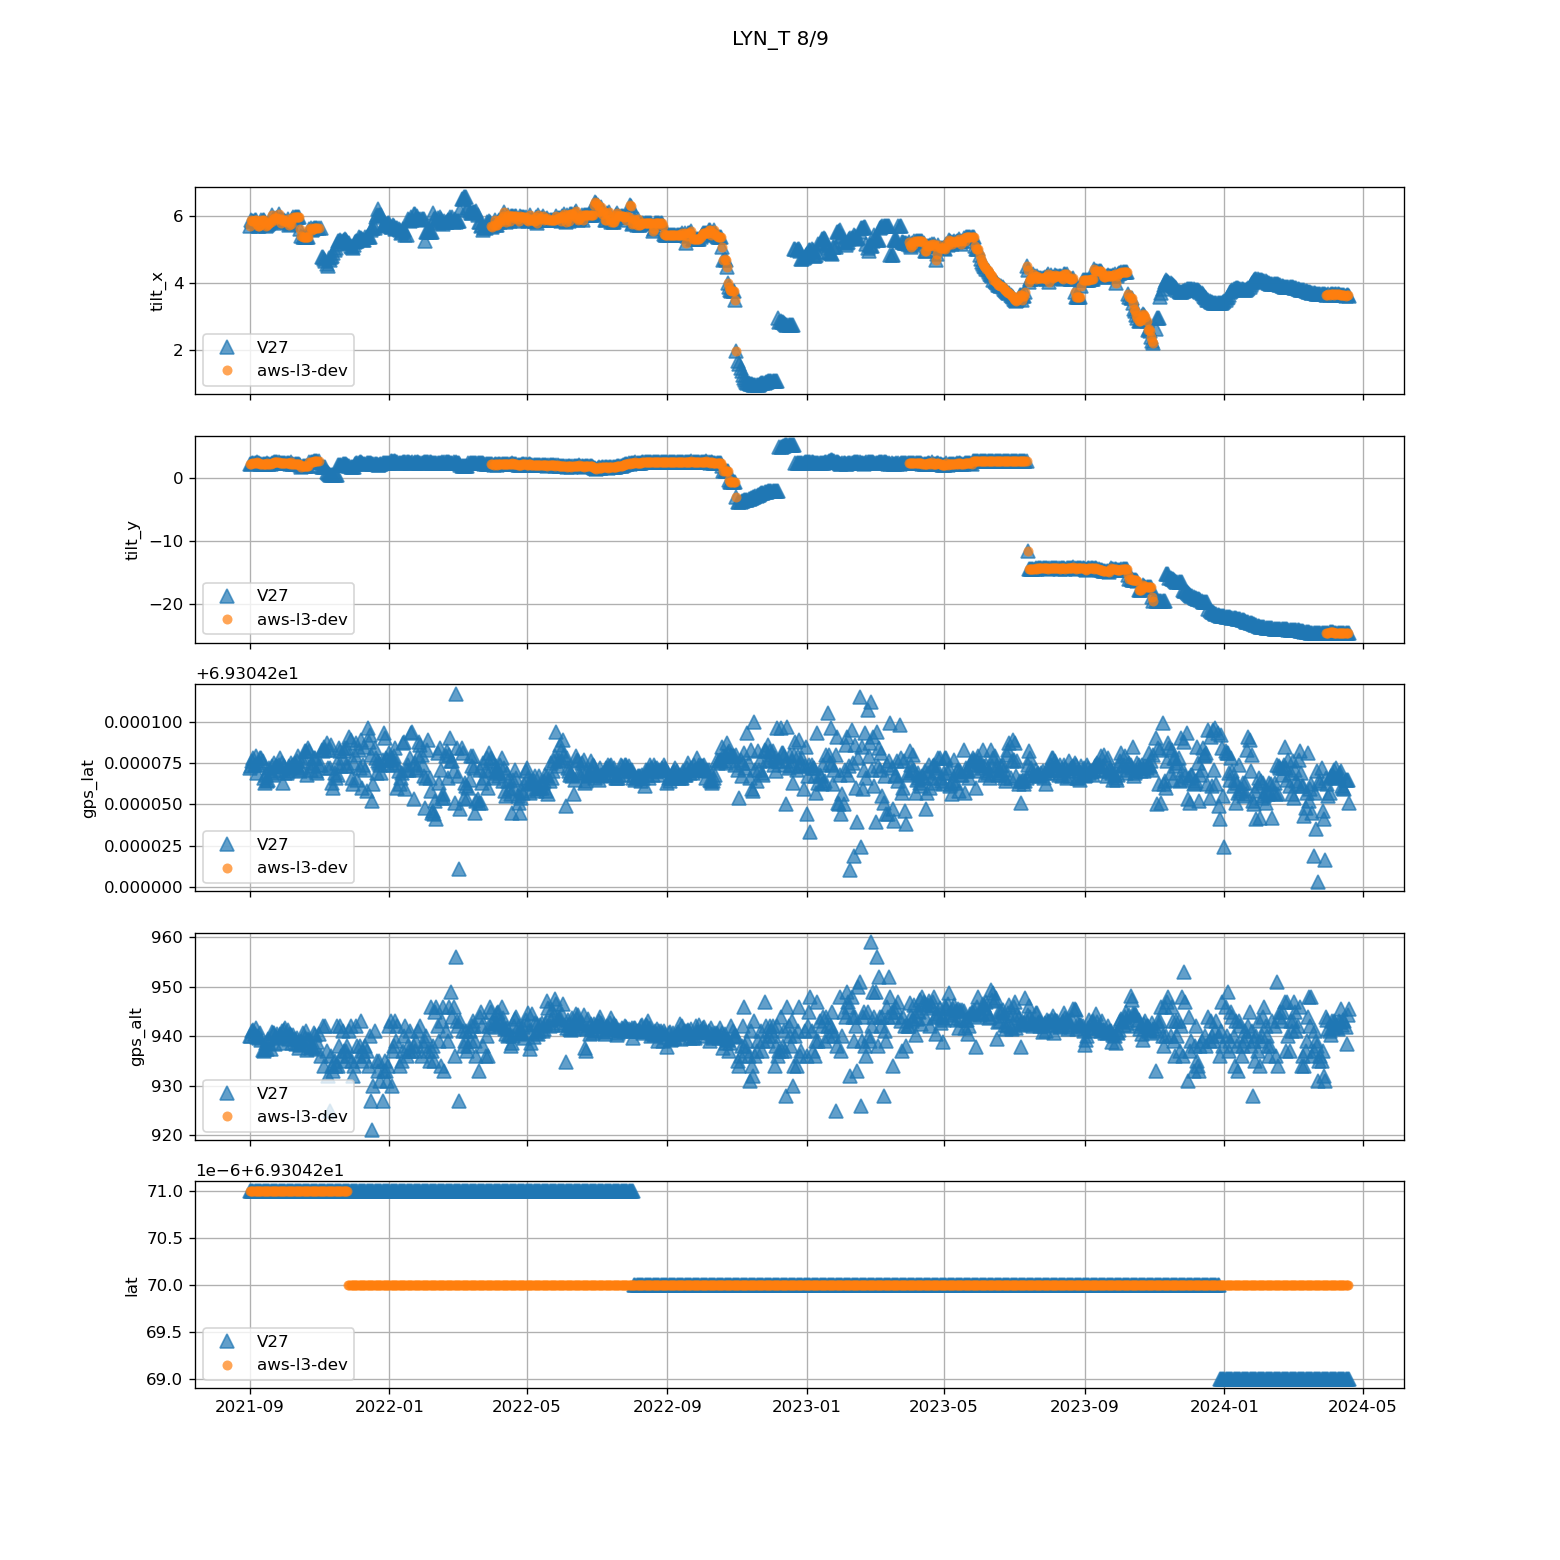 LYN_T 8/9
6
4
2
tilt_x
V27
aws-l3-dev
0
−10
−20
tilt_y
V27
aws-l3-dev
+6.93042e1
0.000100
0.000075
0.000050
0.000025
0.000000
gps_lat
V27
aws-l3-dev
960
950
940
930
920
gps_alt
V27
aws-l3-dev
1e−6+6.93042e1
71.0
70.5
70.0
69.5
69.0
lat
V27
aws-l3-dev
2021-09 2022-01 2022-05 2022-09 2023-01 2023-05 2023-09 2024-01 2024-05